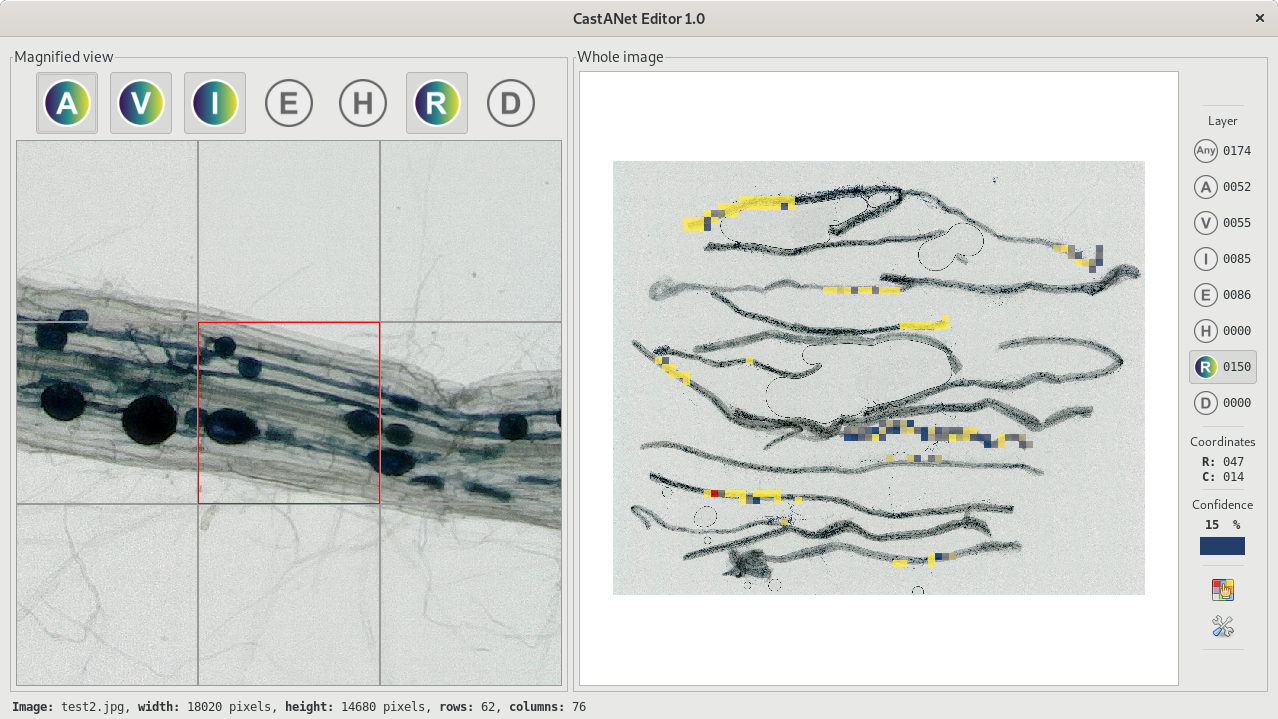 CastANet Editor 1.0
×
Magnified view
A V I E H R D
Whole image
Layer
Any 0174
A 0052
V 0055
I 0085
E 0086
H 0000
R 0150
D 0000
Coordinates
R: 047
C: 014
Confidence
15 %
Image: test2.jpg, width: 18020 pixels, height: 14680 pixels, rows: 62, columns: 76